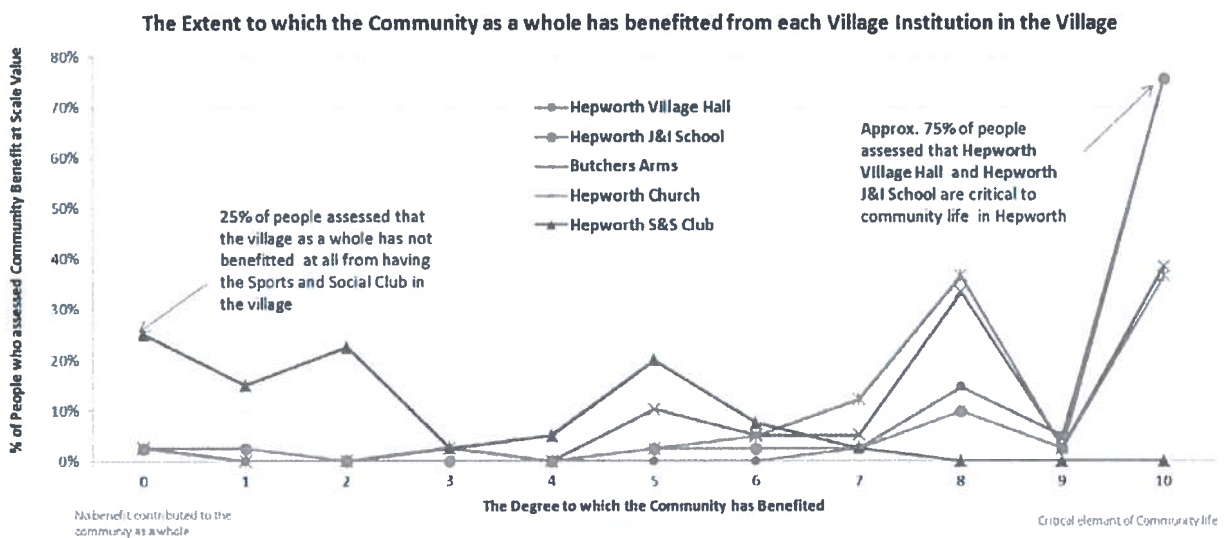 The Extent to which the Community as a whole has benefitted from each Village Institution in the Village
% of People who assessed Community Benefit at Scale Value
80%
70%
60%
50%
40%
30%
20%
10%
0%
Hepworth Village Hall
Hepworth J&I School
Butchers Arms
Hepworth Church
Hepworth S&S Club
25% of people assessed that
the village as a whole has not
benefitted at all from having
the Sports and Social Club in
the village
Approx. 75% of people
assessed that Hepworth
Village Hall and Hepworth
J&I School are critical to
community life in Hepworth
0 1 2 3 4 5 6 7 8 9 10
The Degree to which the Community has Benefited
No benefit contributed to the
community as a whole
Critical element of Community life